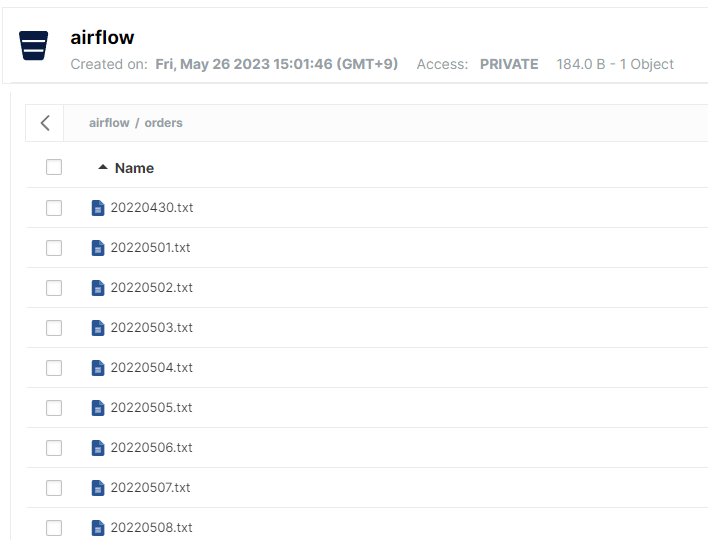 airflow
Created on: Fri, May 26 2023 15:01:46 (GMT+9) Access: PRIVATE 184.0 B - 1 Object
airflow / orders
Name
20220430.txt
20220501.txt
20220502.txt
20220503.txt
20220504.txt
20220505.txt
20220506.txt
20220507.txt
20220508.txt